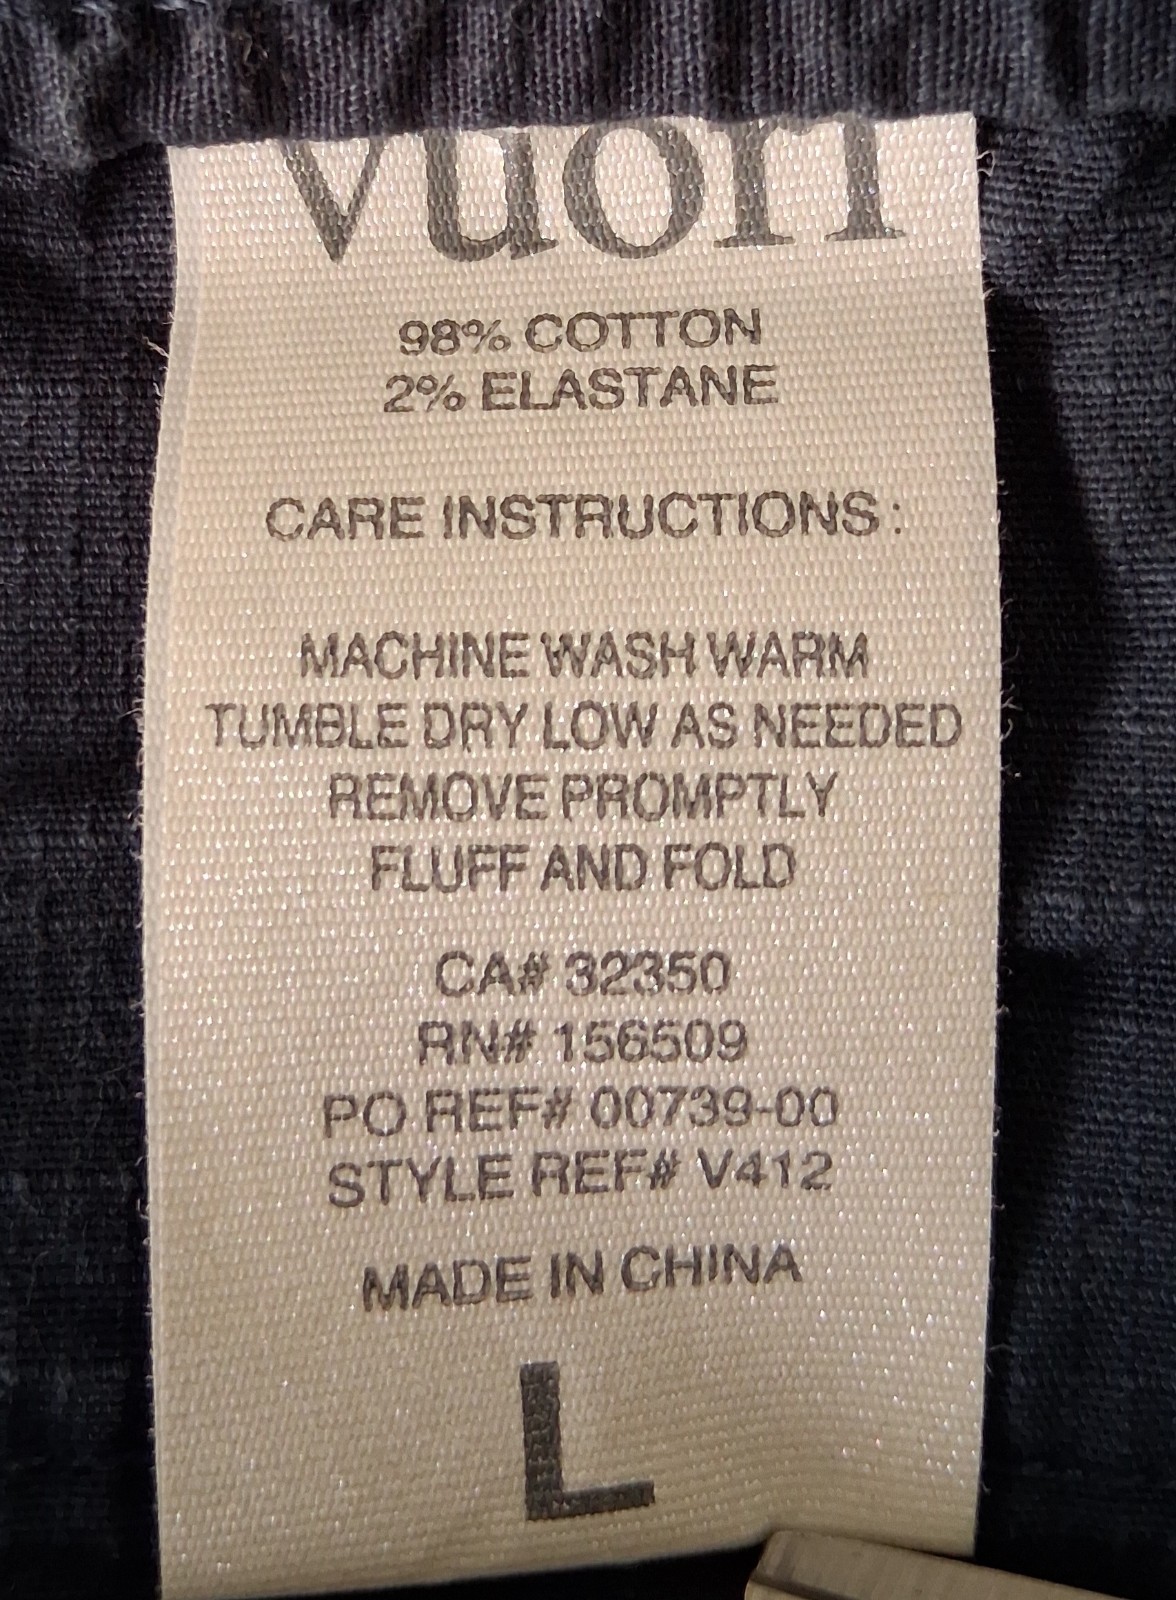 vuori
98% COTTON
2% ELASTANE
CARE INSTRUCTIONS:
MACHINE WASH WARM
TUMBLE DRY LOW AS NEEDED
REMOVE PROMPTLY
FLUFF AND FOLD
CA# 32350
RN# 156509
PO REF# 00739-00
STYLE REF# V412
MADE IN CHINA
L